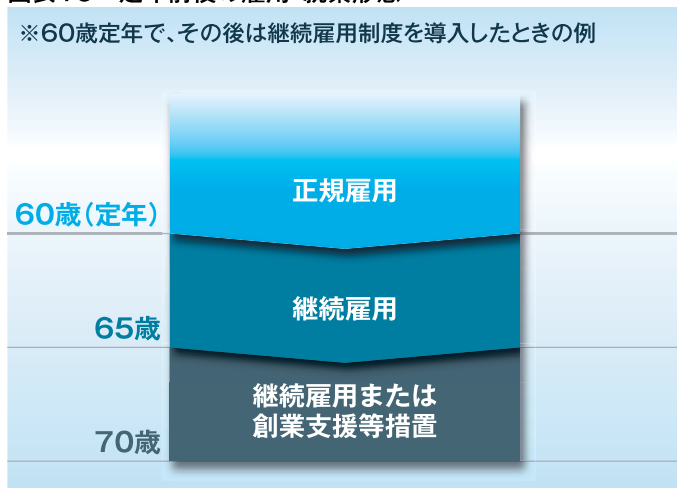 ※60歳定年で、その後は継続雇用制度を導入したときの例
正規雇用
60歳（定年）
継続雇用
65歳
継続雇用または
創業支援等措置
70歳